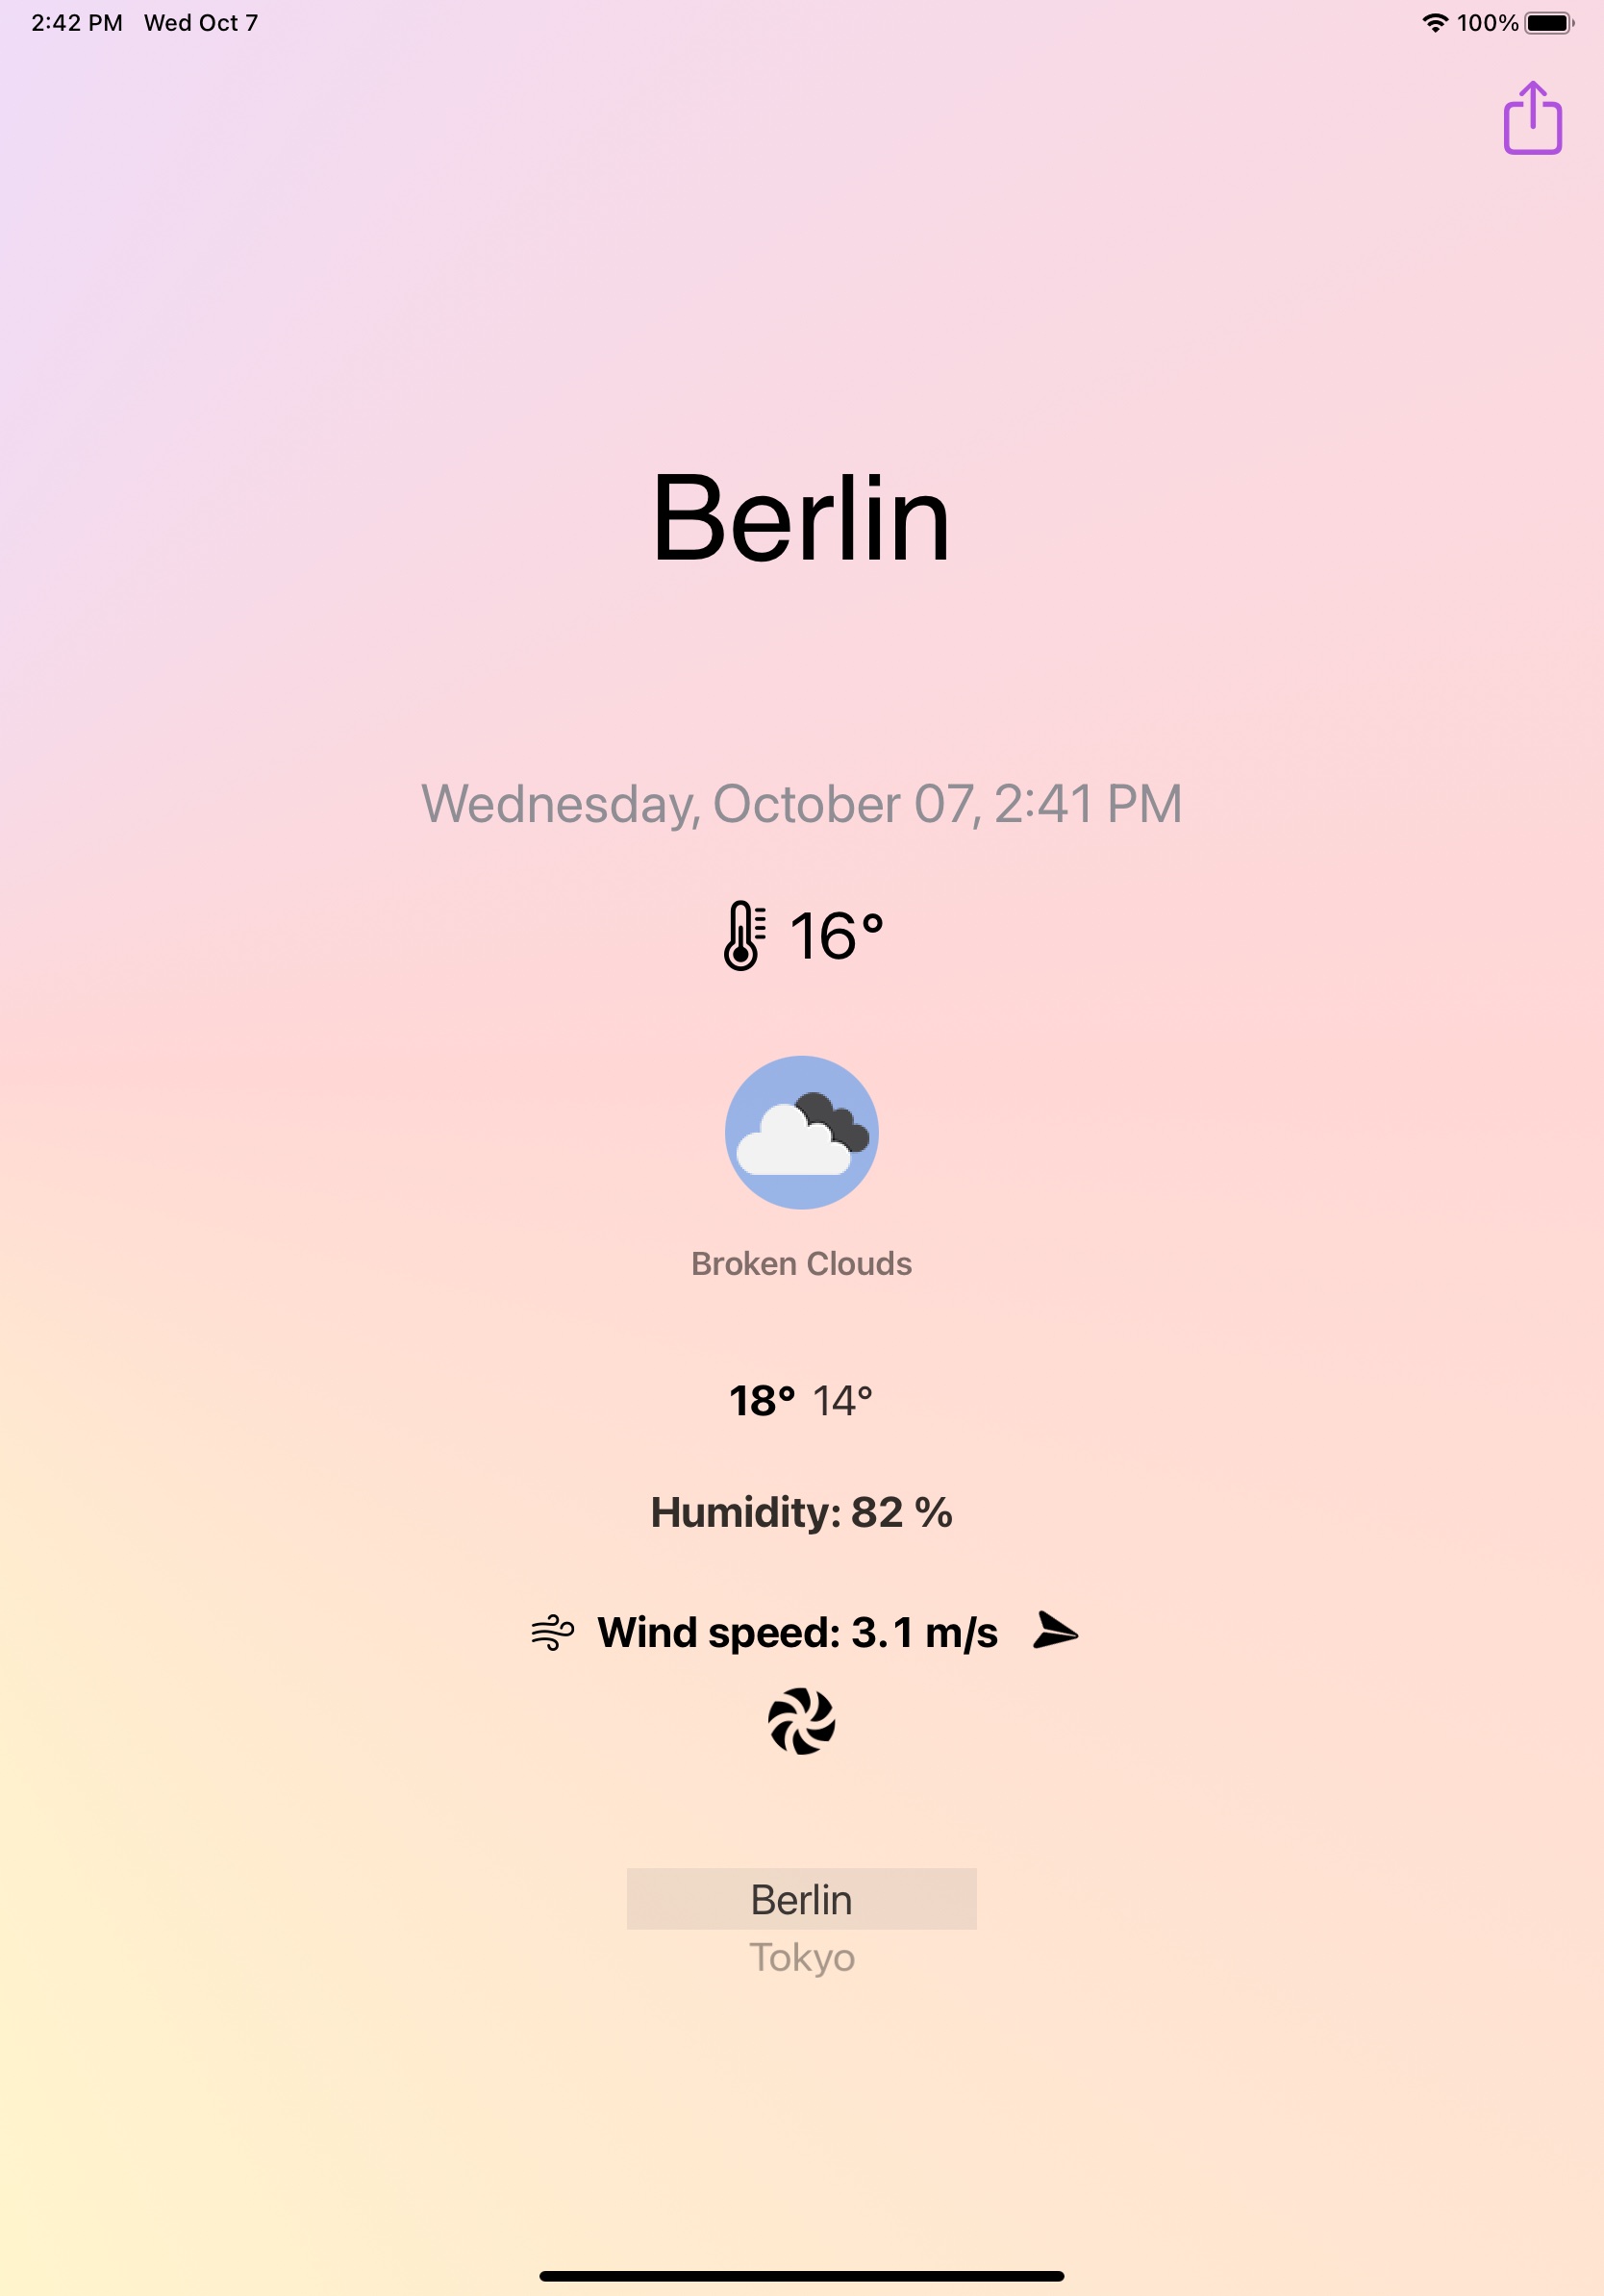 2:42 PM Wed Oct 7 100%
Berlin
Wednesday, October 07, 2:41 PM
16°
Broken Clouds
18° 14°
Humidity: 82 %
Wind speed: 3.1 m/s
Berlin
Tokyo